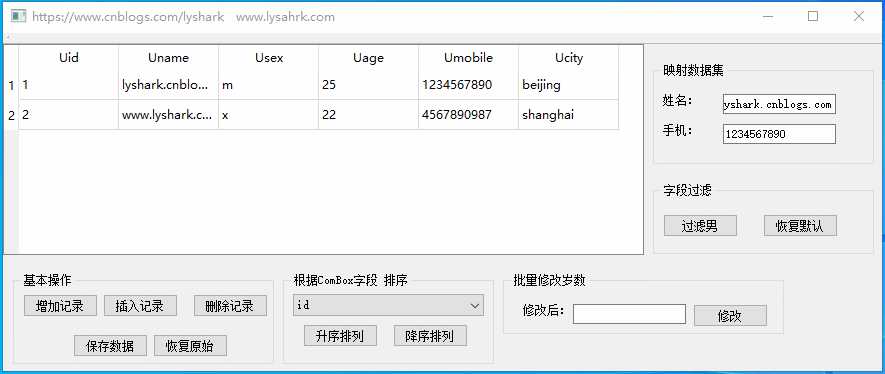 https://www.cnblogs.com/lyshark www.lysahrk.com
Uid Uname Usex Uage Umobile Ucity
1 1 lyshark.cnblo... m 25 1234567890 beijing
2 2 www.lyshark.c... x 22 4567890987 shanghai
映射数据集
姓名: yshark.cnblogs.com
手机: 1234567890
字段过滤
过滤男 恢复默认
基本操作
增加记录 插入记录 删除记录
保存数据 恢复原始
根据ComBox字段 排序
id
升序排列 降序排列
批量修改岁数
修改后: 修改